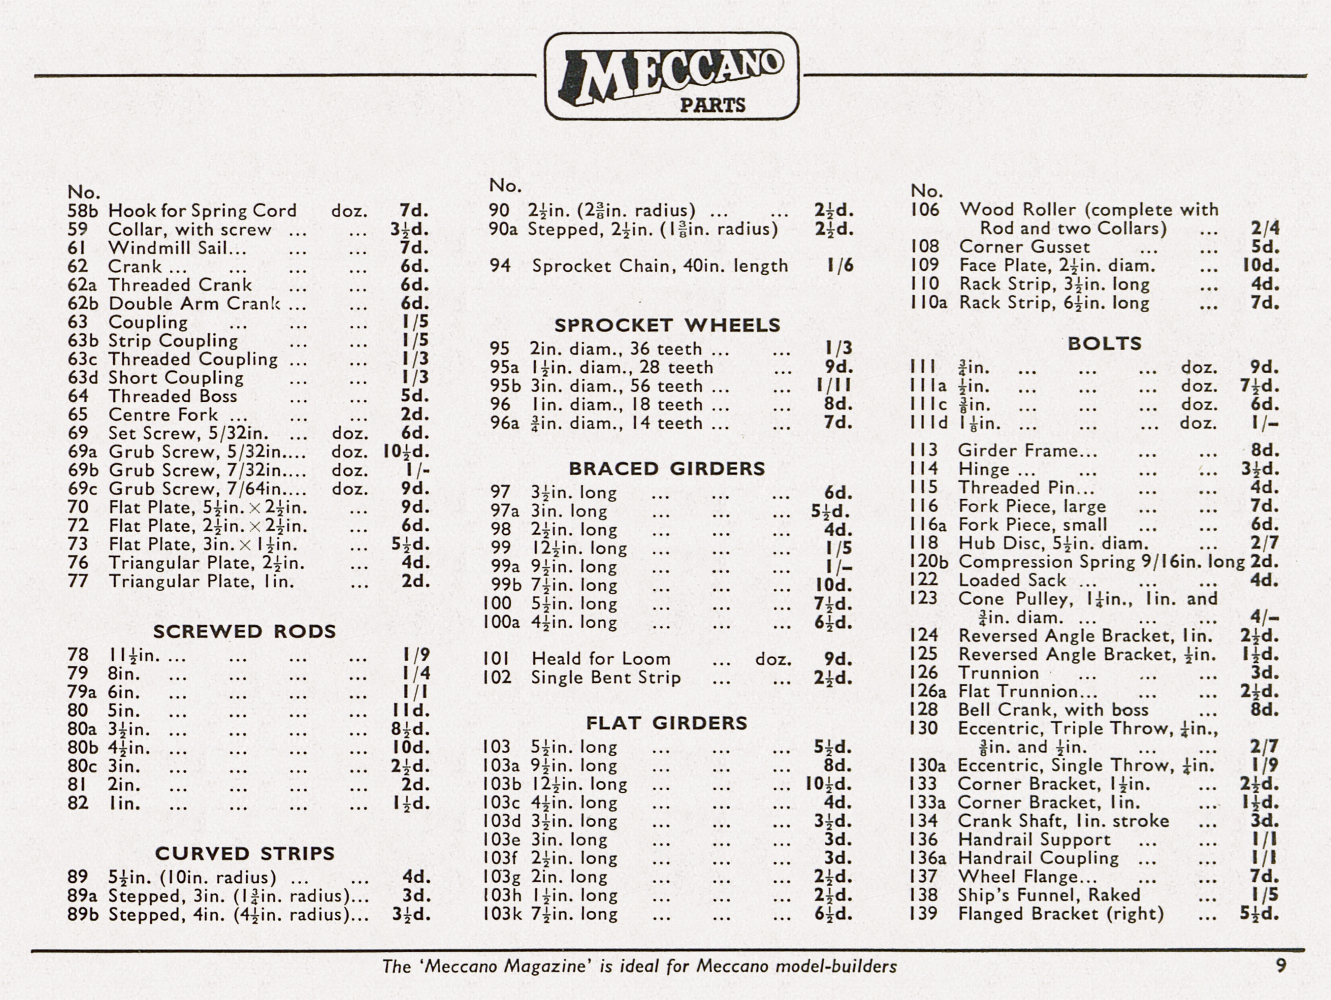 MECCANO
PARTS
No.
58b Hook for Spring Cord doz. 7d.
59 Collar, with screw ... ... 3½d.
61 Windmill Sail... ... ... 7d.
62 Crank ... ... ... ... 6d.
62a Threaded Crank ... ... 6d.
62b Double Arm Crank ... ... 6d.
63 Coupling ... ... ... 1/5
63b Strip Coupling ... ... 1/5
63c Threaded Coupling ... ... 1/3
63d Short Coupling ... ... 1/3
64 Threaded Boss ... ... 5d.
65 Centre Fork ... ... ... 2d.
69 Set Screw, 5/32in. ... doz. 6d.
69a Grub Screw, 5/32in.... doz. 10½d.
69b Grub Screw, 7/32in.... doz. 1/-
69c Grub Screw, 7/64in.... doz. 9d.
70 Flat Plate, 5½in. × 2½in. ... 9d.
72 Flat Plate, 2½in. × 2½in. ... 6d.
73 Flat Plate, 3in. × 1½in. ... 5½d.
76 Triangular Plate, 2½in. ... 4d.
77 Triangular Plate, 1in. ... 2d.
SCREWED RODS
78 11½in. ... ... ... ... 1/9
79 8in. ... ... ... ... 1/4
79a 6in. ... ... ... ... 1/1
80 5in. ... ... ... ... 11d.
80a 3½in. ... ... ... ... 8½d.
80b 4½in. ... ... ... ... 10d.
80c 3in. ... ... ... ... 2½d.
81 2in. ... ... ... ... 2d.
82 1in. ... ... ... ... 1½d.
CURVED STRIPS
89 5½in. (10in. radius) ... ... 4d.
89a Stepped, 3in. (1¾in. radius)... 3d.
89b Stepped, 4in. (4½in. radius)... 3½d.
No.
90 2½in. (2⅜in. radius) ... ... 2½d.
90a Stepped, 2½in. (1⅜in. radius) 2½d.
94 Sprocket Chain, 40in. length 1/6
SPROCKET WHEELS
95 2in. diam., 36 teeth ... ... 1/3
95a 1½in. diam., 28 teeth ... 9d.
95b 3in. diam., 56 teeth ... ... 1/11
96 1in. diam., 18 teeth ... ... 8d.
96a ¾in. diam., 14 teeth ... ... 7d.
BRACED GIRDERS
97 3½in. long ... ... ... 6d.
97a 3in. long ... ... ... 5½d.
98 2½in. long ... ... ... 4d.
99 12½in. long ... ... ... 1/5
99a 9½in. long ... ... ... 1/-
99b 7½in. long ... ... ... 10d.
100 5½in. long ... ... ... 7½d.
100a 4½in. long ... ... ... 6½d.
101 Heald for Loom ... doz. 9d.
102 Single Bent Strip ... ... 2½d.
FLAT GIRDERS
103 5½in. long ... ... ... 5½d.
103a 9½in. long ... ... ... 8d.
103b 12½in. long ... ... ... 10½d.
103c 4½in. long ... ... ... 4d.
103d 3½in. long ... ... ... 3½d.
103e 3in. long ... ... ... 3d.
103f 2½in. long ... ... ... 3d.
103g 2in. long ... ... ... 2½d.
103h 1½in. long ... ... ... 2½d.
103k 7½in. long ... ... ... 6½d.
No.
106 Wood Roller (complete with
Rod and two Collars) ... 2/4
108 Corner Gusset ... ... 5d.
109 Face Plate, 2½in. diam. ... 10d.
110 Rack Strip, 3½in. long ... 4d.
110a Rack Strip, 6½in. long ... 7d.
BOLTS
111 ¾in. ... ... ... doz. 9d.
111a ½in. ... ... ... doz. 7½d.
111c ⅜in. ... ... ... doz. 6d.
111d 1⅛in. ... ... ... doz. 1/-
113 Girder Frame... ... ... 8d.
114 Hinge ... ... ... ... 3½d.
115 Threaded Pin... ... ... 4d.
116 Fork Piece, large ... ... 7d.
116a Fork Piece, small ... ... 6d.
118 Hub Disc, 5½in. diam. ... 2/7
120b Compression Spring 9/16in. long 2d.
122 Loaded Sack ... ... ... 4d.
123 Cone Pulley, 1¼in., 1in. and
¾in. diam. ... ... ... 4/-
124 Reversed Angle Bracket, 1in. 2½d.
125 Reversed Angle Bracket, ½in. 1½d.
126 Trunnion ... ... ... 3d.
126a Flat Trunnion... ... ... 2½d.
128 Bell Crank, with boss ... 8d.
130 Eccentric, Triple Throw, ¼in.,
⅜in. and ½in. ... ... 2/7
130a Eccentric, Single Throw, ¼in. 1/9
133 Corner Bracket, 1½in. ... 2½d.
133a Corner Bracket, 1in. ... 1½d.
134 Crank Shaft, 1in. stroke ... 3d.
136 Handrail Support ... ... 1/1
136a Handrail Coupling ... ... 1/1
137 Wheel Flange... ... ... 7d.
138 Ship's Funnel, Raked ... 1/5
139 Flanged Bracket (right) ... 5½d.
The 'Meccano Magazine' is ideal for Meccano model-builders
9